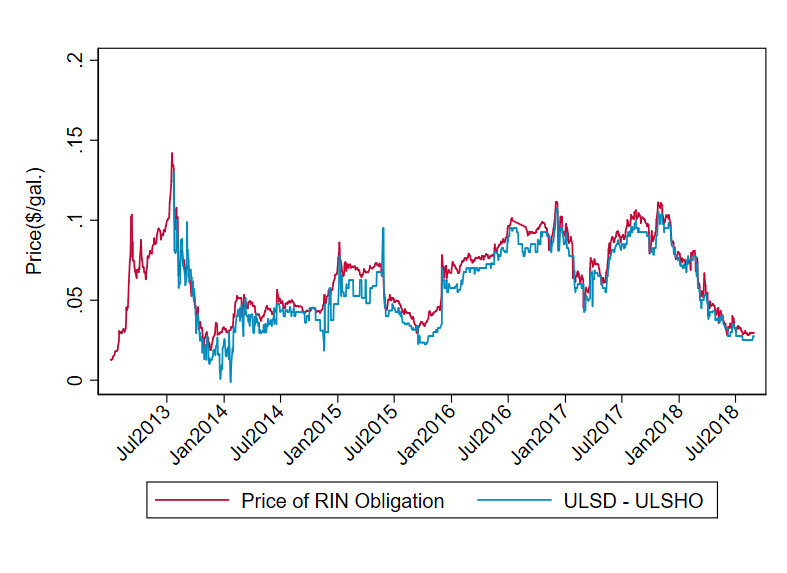 Price($/gal.)
.2
.15
.1
.05
0
Jul2013
Jan2014
Jul2014
Jan2015
Jul2015
Jan2016
Jul2016
Jan2017
Jul2017
Jan2018
Jul2018
Price of RIN Obligation
ULSD - ULSHO